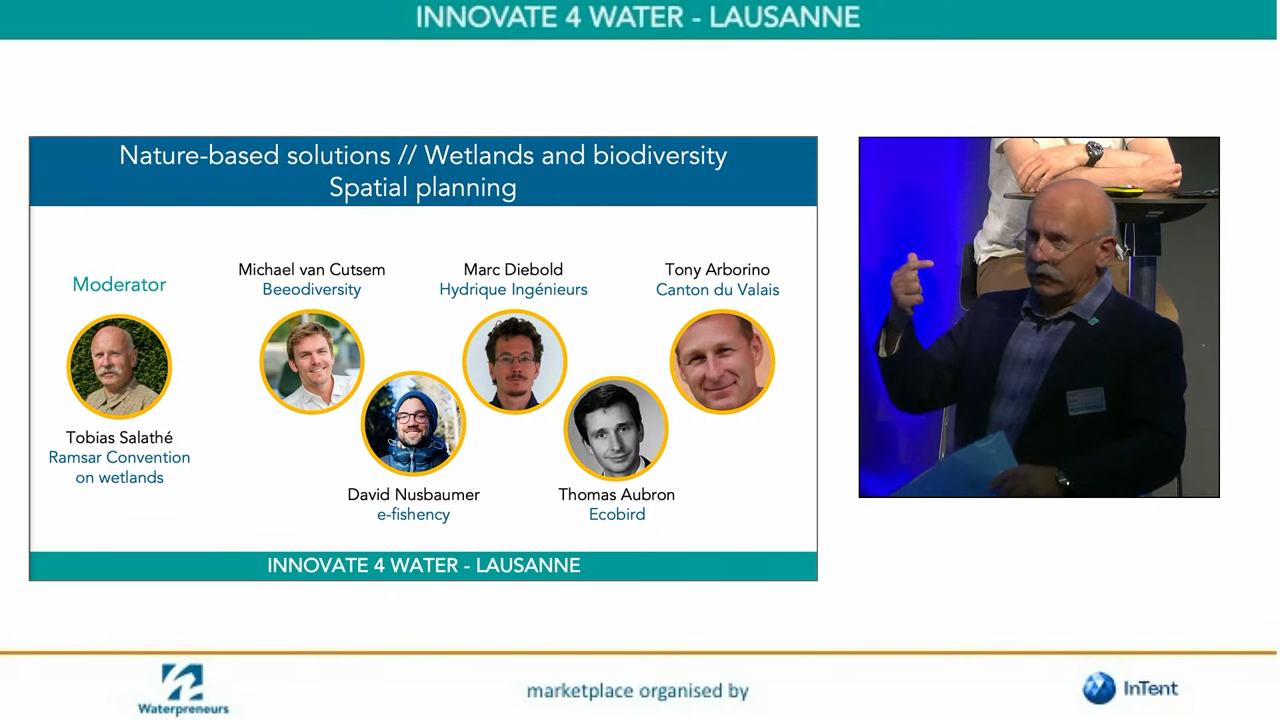 INNOVATE 4 WATER - LAUSANNE
Nature-based solutions // Wetlands and biodiversity
Spatial planning
Moderator
Tobias Salathé
Ramsar Convention
on wetlands
Michael van Cutsem
Beeodiversity
David Nusbaumer
e-fishency
Marc Diebold
Hydrique Ingénieurs
Thomas Aubron
Ecobird
Tony Arborino
Canton du Valais
INNOVATE 4 WATER - LAUSANNE
Waterpreneurs
marketplace organised by
InTent